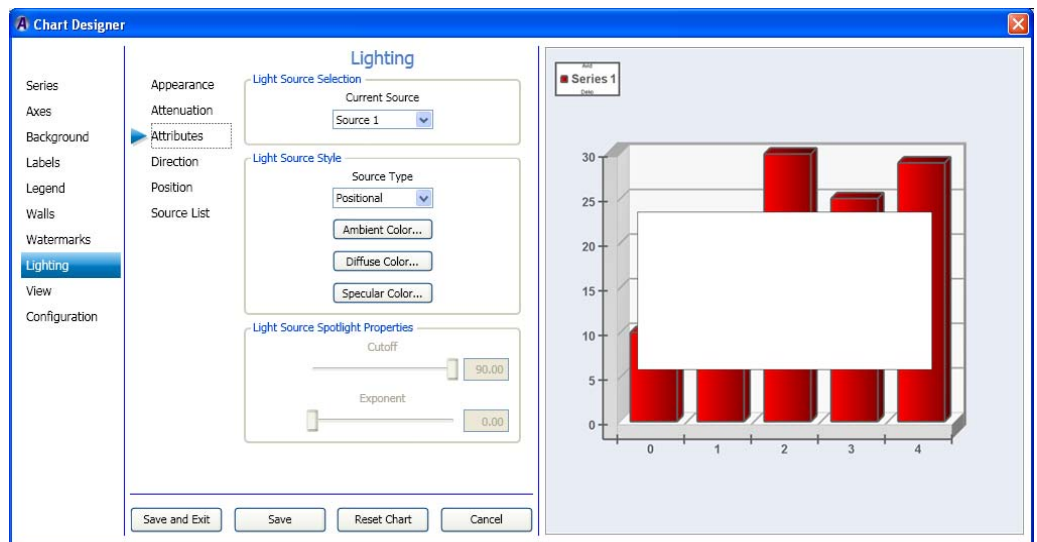 Chart Designer
Series
Axes
Background
Labels
Legend
Walls
Watermarks
Lighting
View
Configuration
Appearance
Attenuation
Attributes
Direction
Position
Source List
Lighting
Light Source Selection
Current Source
Source 1
Light Source Style
Source Type
Positional
Ambient Color...
Diffuse Color...
Specular Color...
Light Source Spotlight Properties
Cutoff
90.00
Exponent
0.00
Save and Exit
Save
Reset Chart
Cancel
Series 1
30
25
20
15
10
5
0
0 1 2 3 4